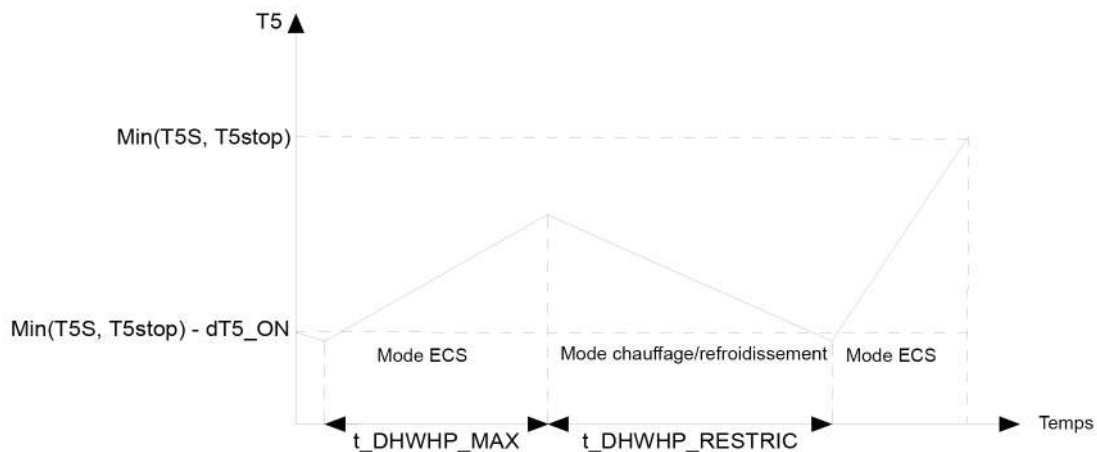 T5
Min(T5S, T5stop)
Min(T5S, T5stop) - dT5_ON
Mode ECS
Mode chauffage/refroidissement
Mode ECS
Temps
t_DHWHP_MAX
t_DHWHP_RESTRIC